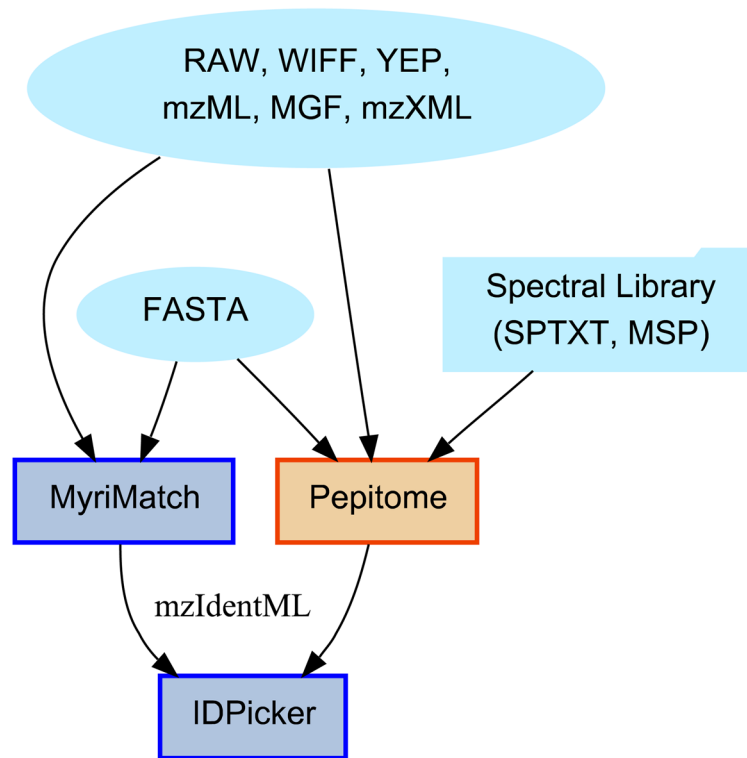 RAW, WIFF, YEP,
mzML, MGF, mzXML
FASTA
Spectral Library
(SPTXT, MSP)
MyriMatch
Pepitome
mzIdentML
IDPicker